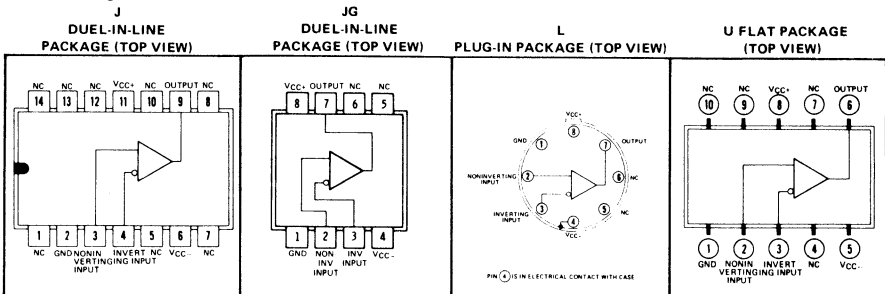 J
DUEL-IN-LINE
PACKAGE (TOP VIEW)
NC NC NC VCC+ NC OUTPUT NC
14 13 12 11 10 9 8
1 2 3 4 5 6 7
NC GND NONIN INVERT NC VCC- NC
VERTING ING INPUT
INPUT
JG
DUEL-IN-LINE
PACKAGE (TOP VIEW)
VCC+ OUTPUT NC NC
8 7 6 5
1 2 3 4
GND NON INV VCC-
INV INPUT
INPUT
L
PLUG-IN PACKAGE (TOP VIEW)
VCC+
8
GND
1
7
OUTPUT
NONINVERTING
INPUT
2
6
NC
INVERTING
INPUT
3
5
NC
4
VCC-
PIN 4 IS IN ELECTRICAL CONTACT WITH CASE
U FLAT PACKAGE
(TOP VIEW)
NC NC VCC+ NC OUTPUT
10 9 8 7 6
1 2 3 4 5
GND NONIN INVERT NC VCC-
VERTING ING INPUT
INPUT